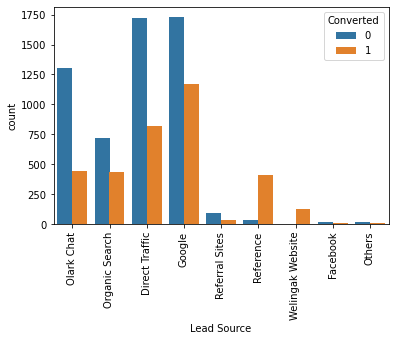 Converted
0
1
1750
1500
1250
1000
750
500
250
0
count
Olark Chat
Organic Search
Direct Traffic
Google
Referral Sites
Reference
Welingak Website
Facebook
Others
Lead Source